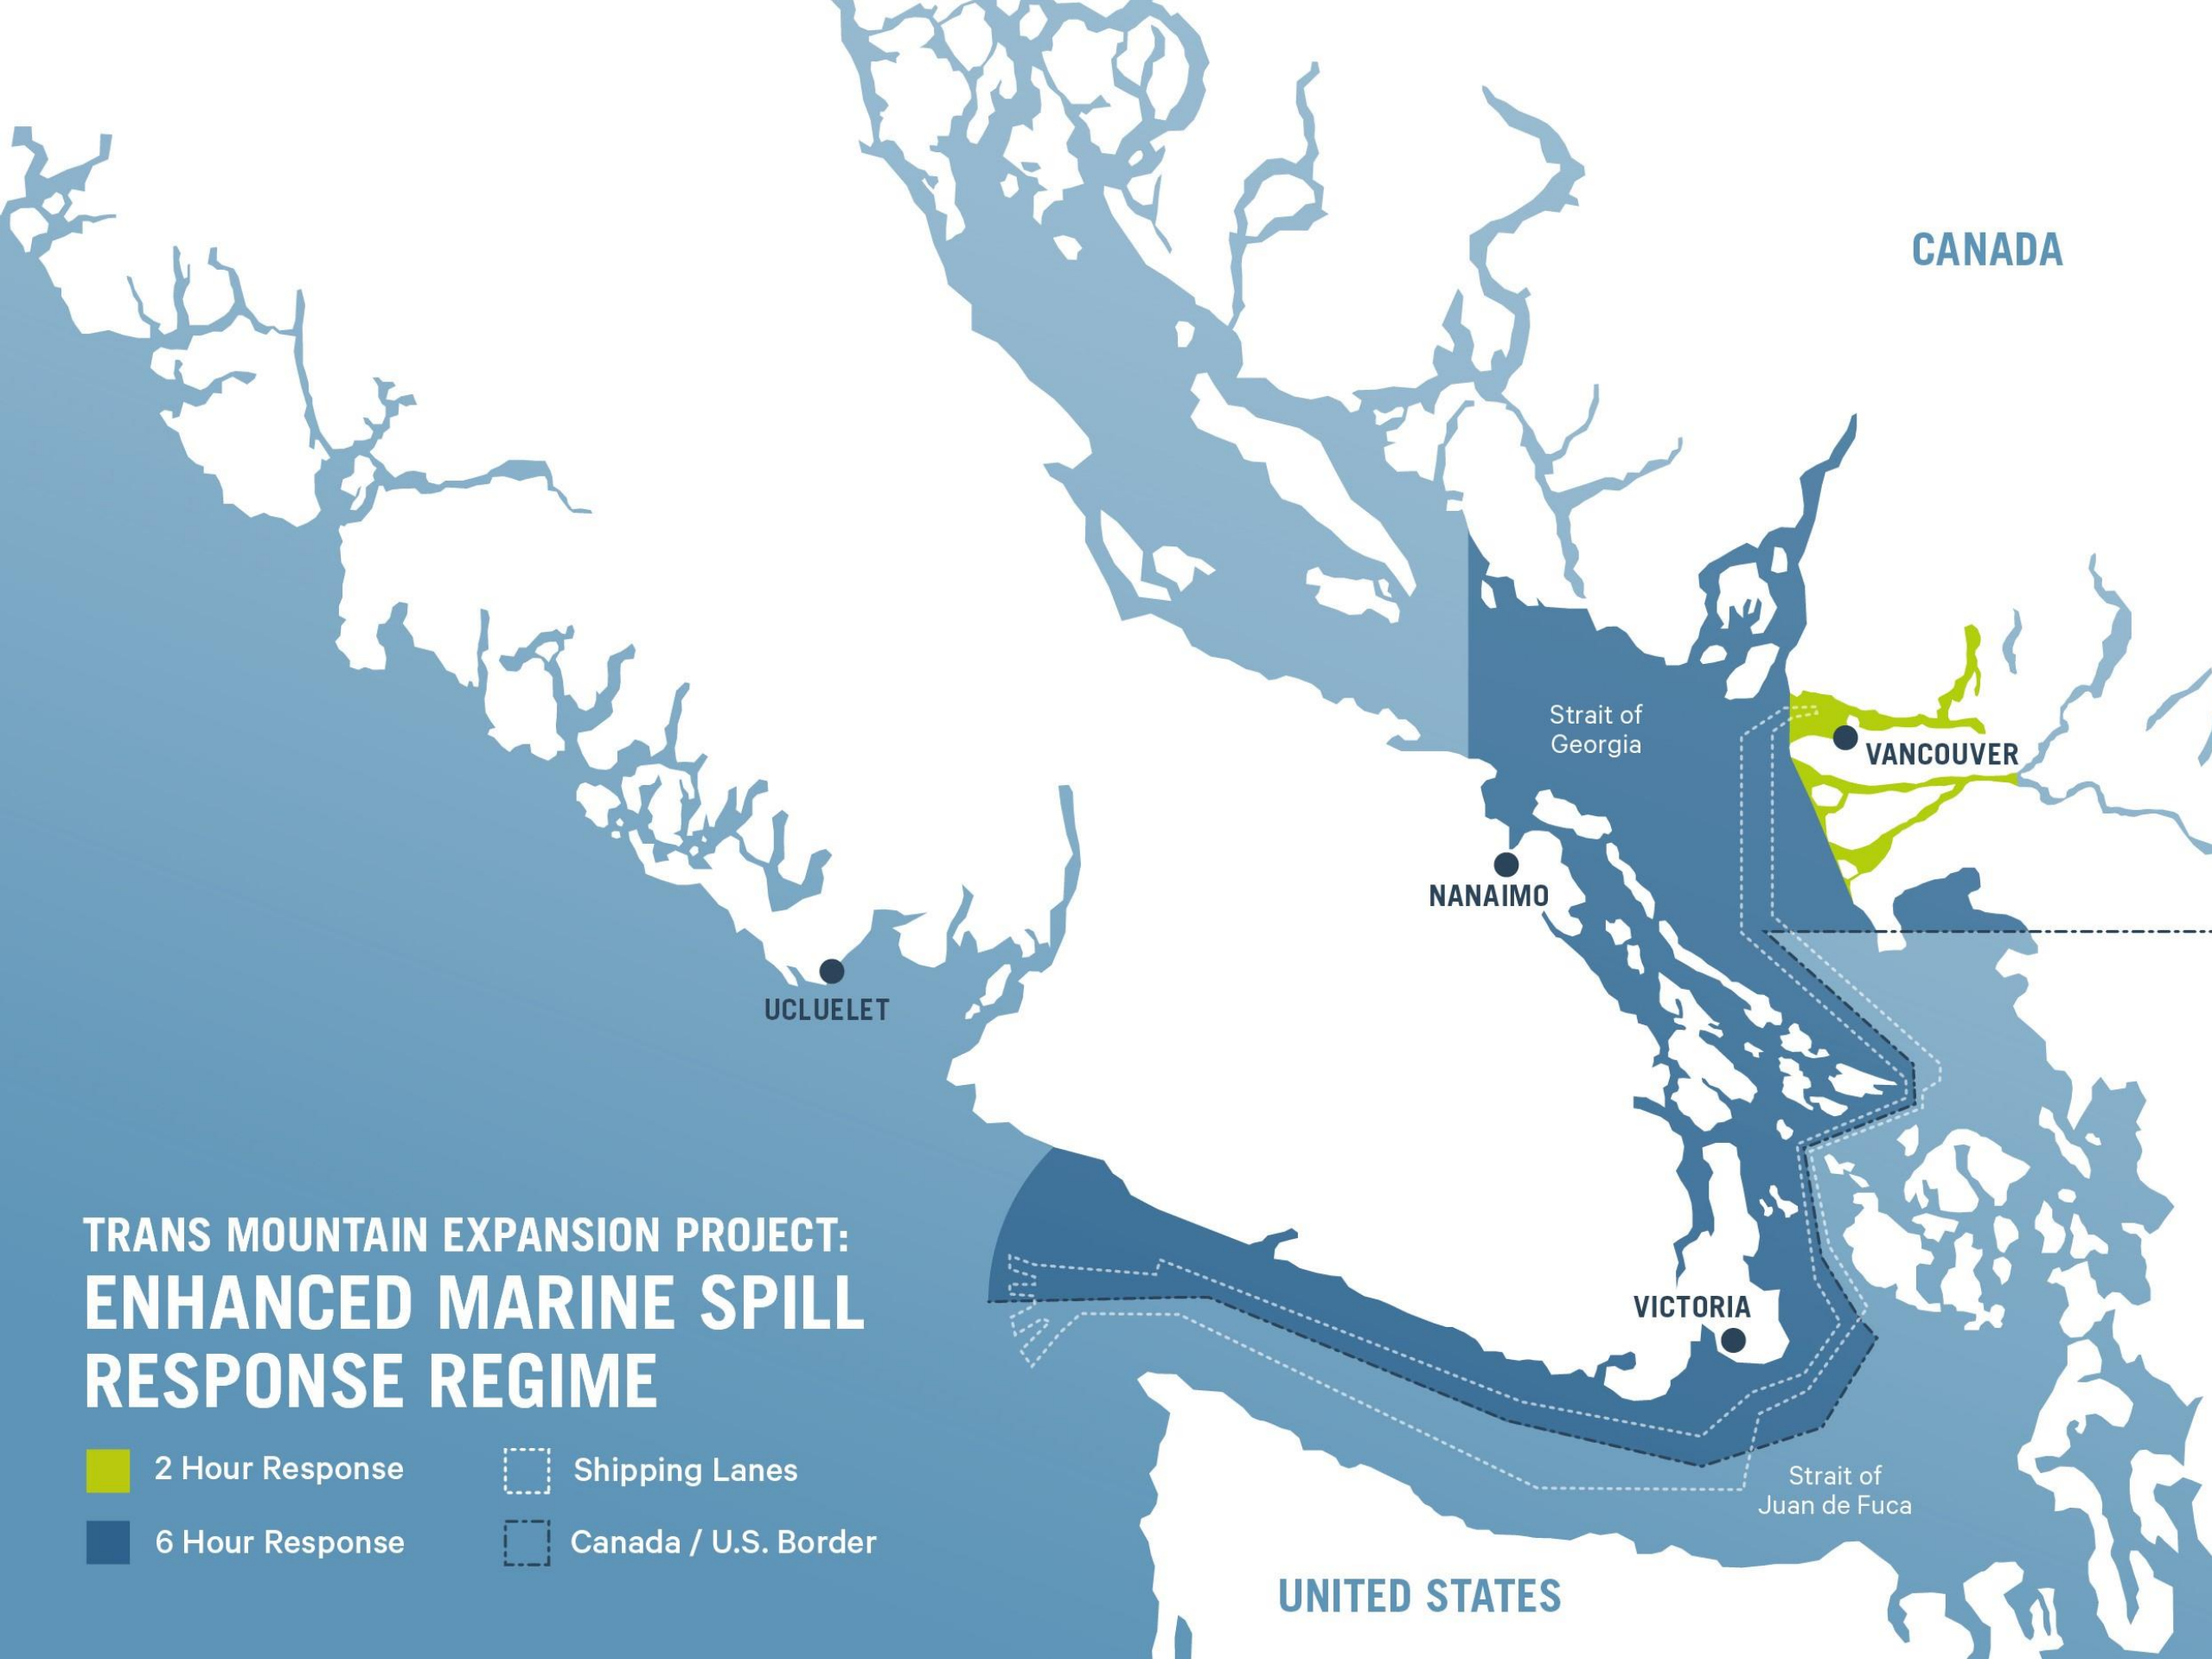 CANADA
Strait of
Georgia
VANCOUVER
NANAIMO
UCLUELET
TRANS MOUNTAIN EXPANSION PROJECT:
ENHANCED MARINE SPILL
RESPONSE REGIME
VICTORIA
2 Hour Response
Shipping Lanes
6 Hour Response
Canada / U.S. Border
Strait of
Juan de Fuca
UNITED STATES